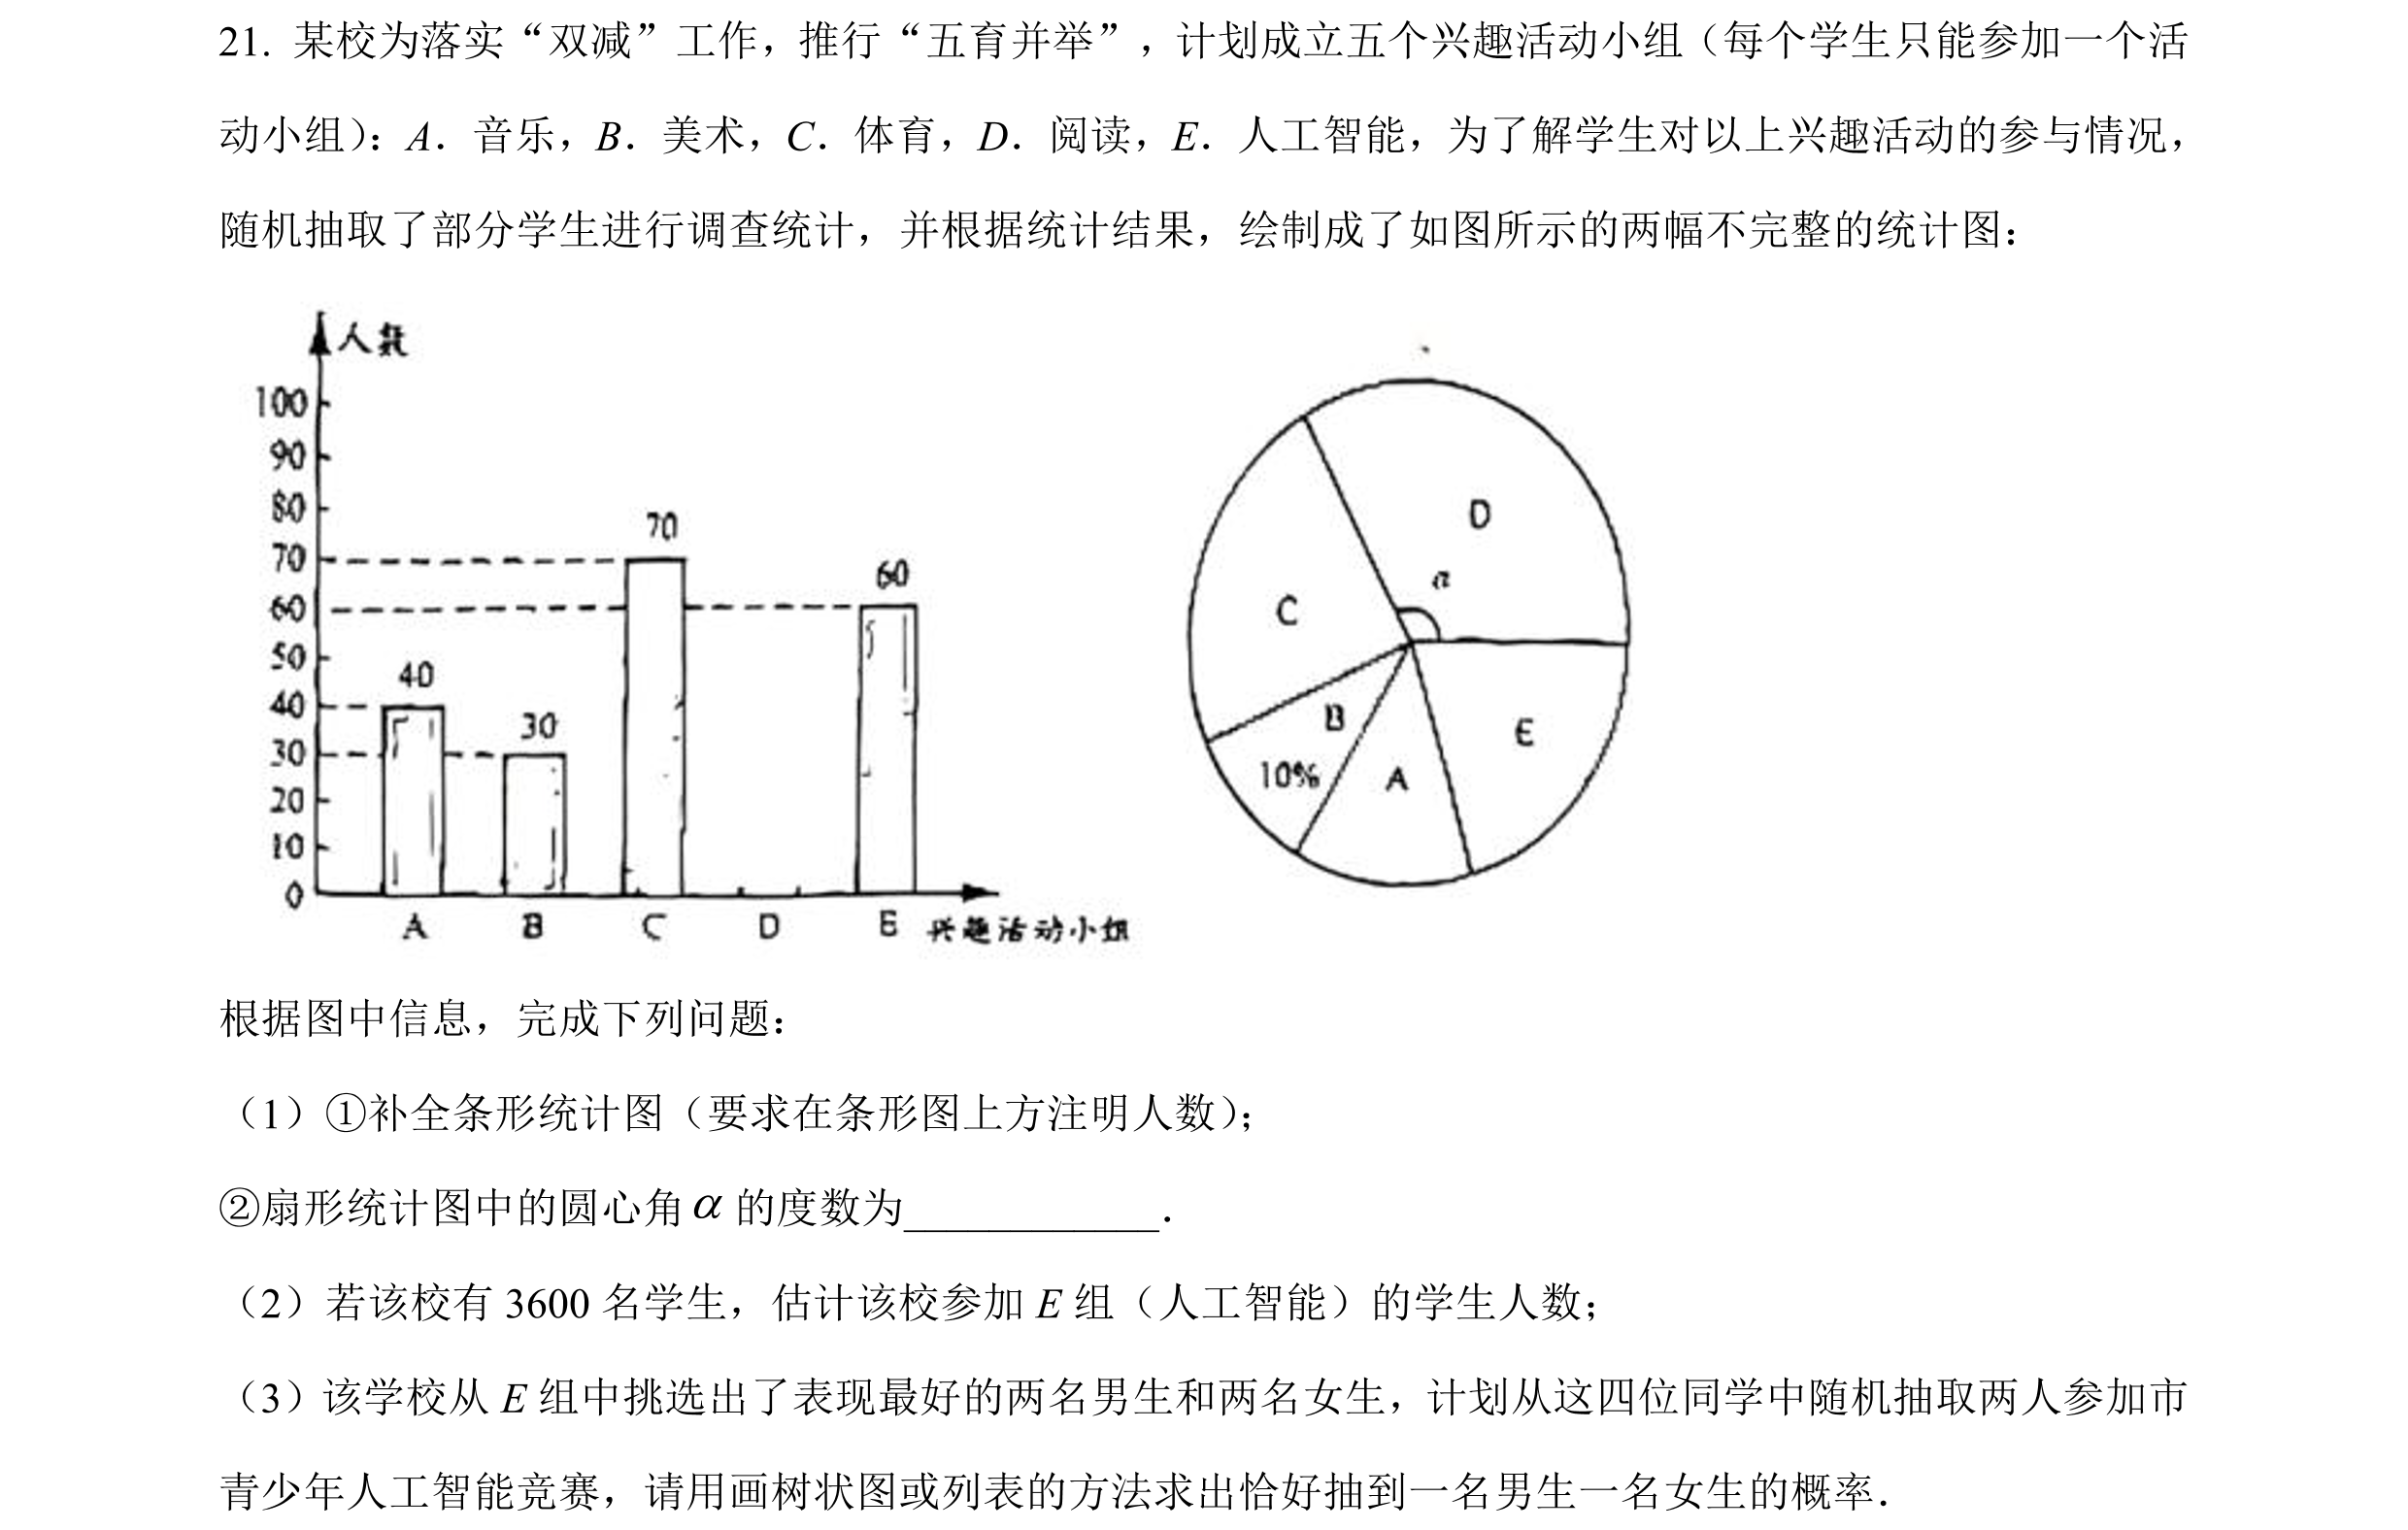 21. 某校为落实“双减”工作，推行“五育并举”，计划成立五个兴趣活动小组（每个学生只能参加一个活
动小组）：A．音乐，B．美术，C．体育，D．阅读，E．人工智能，为了解学生对以上兴趣活动的参与情况，
随机抽取了部分学生进行调查统计，并根据统计结果，绘制成了如图所示的两幅不完整的统计图：
人数
100
90
80
70
60
50
40
30
20
10
0
40
30
70
60
A B C D E 兴趣活动小组
D
α
C
B
10%
A
E
根据图中信息，完成下列问题：
（1）①补全条形统计图（要求在条形图上方注明人数）；
②扇形统计图中的圆心角 α 的度数为____________．
（2）若该校有 3600 名学生，估计该校参加 E 组（人工智能）的学生人数；
（3）该学校从 E 组中挑选出了表现最好的两名男生和两名女生，计划从这四位同学中随机抽取两人参加市
青少年人工智能竞赛，请用画树状图或列表的方法求出恰好抽到一名男生一名女生的概率．